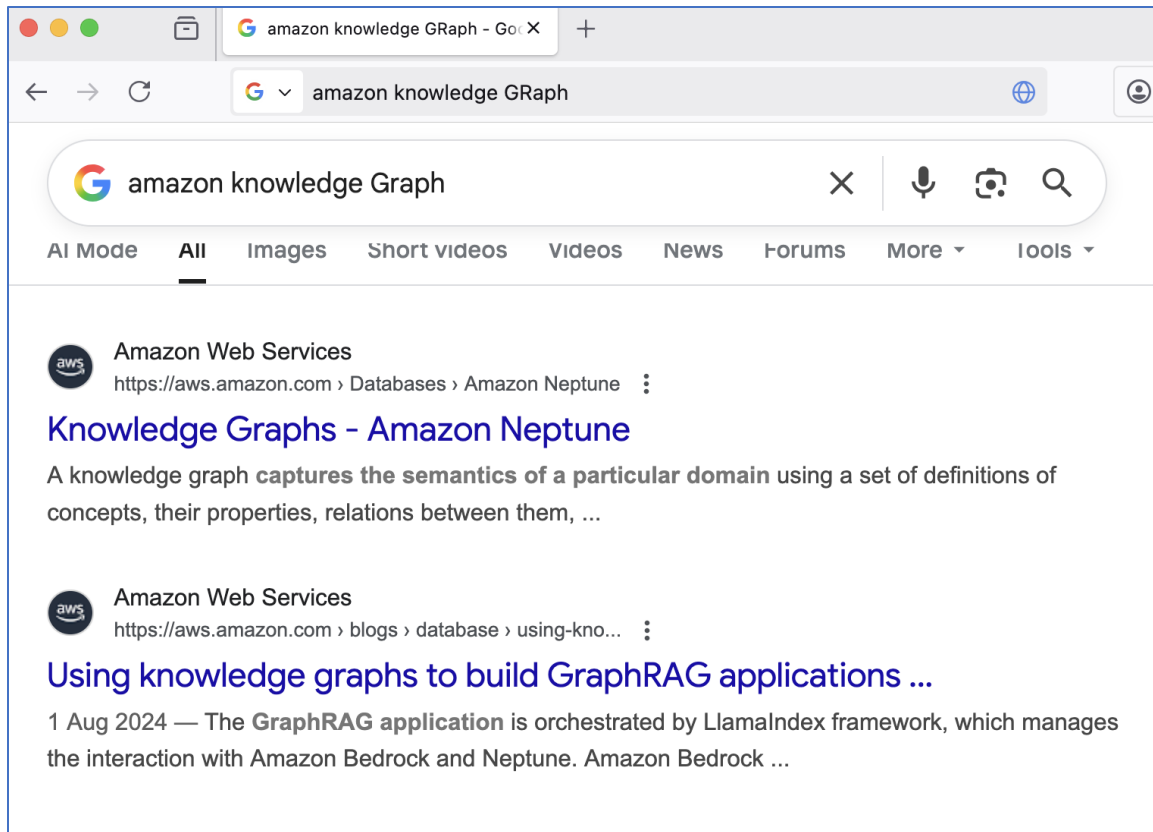 amazon knowledge GRaph - Goo
amazon knowledge GRaph
amazon knowledge Graph
AI Mode All Images Short videos Videos News Forums More Tools
aws
Amazon Web Services
https://aws.amazon.com › Databases › Amazon Neptune
Knowledge Graphs - Amazon Neptune
A knowledge graph captures the semantics of a particular domain using a set of definitions of
concepts, their properties, relations between them, ...
aws
Amazon Web Services
https://aws.amazon.com › blogs › database › using-kno...
Using knowledge graphs to build GraphRAG applications ...
1 Aug 2024 — The GraphRAG application is orchestrated by LlamaIndex framework, which manages
the interaction with Amazon Bedrock and Neptune. Amazon Bedrock ...